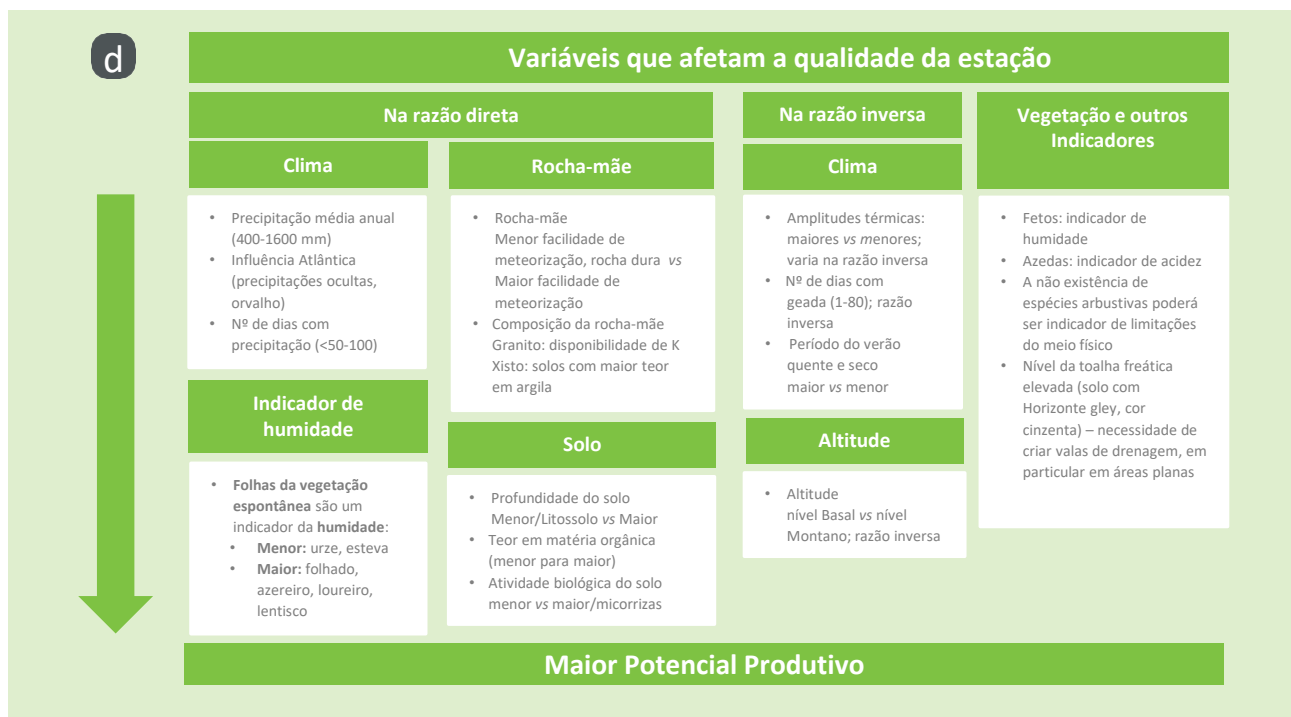 d
Variáveis que afetam a qualidade da estação
Na razão direta
Clima
• Precipitação média anual
(400-1600 mm)
• Influência Atlântica
(precipitações ocultas,
orvalho)
• Nº de dias com
precipitação (<50-100)
Indicador de
humidade
• Folhas da vegetação
espontânea são um
indicador da humidade:
• Menor: urze, esteva
• Maior: folhado,
azereiro, loureiro,
lentisco
Rocha-mãe
• Rocha-mãe
Menor facilidade de
meteorização, rocha dura vs
Maior facilidade de
meteorização
• Composição da rocha-mãe
Granito: disponibilidade de K
Xisto: solos com maior teor
em argila
Solo
• Profundidade do solo
Menor/Litossolo vs Maior
• Teor em matéria orgânica
(menor para maior)
• Atividade biológica do solo
menor vs maior/micorrizas
Na razão inversa
Clima
• Amplitudes térmicas:
maiores vs menores;
varia na razão inversa
• Nº de dias com
geada (1-80); razão
inversa
• Período do verão
quente e seco
maior vs menor
Altitude
• Altitude
nível Basal vs nível
Montano; razão inversa
Vegetação e outros
Indicadores
• Fetos: indicador de
humidade
• Azedas: indicador de acidez
• A não existência de
espécies arbustivas poderá
ser indicador de limitações
do meio físico
• Nível da toalha freática
elevada (solo com
Horizonte gley, cor
cinzenta) – necessidade de
criar valas de drenagem, em
particular em áreas planas
Maior Potencial Produtivo